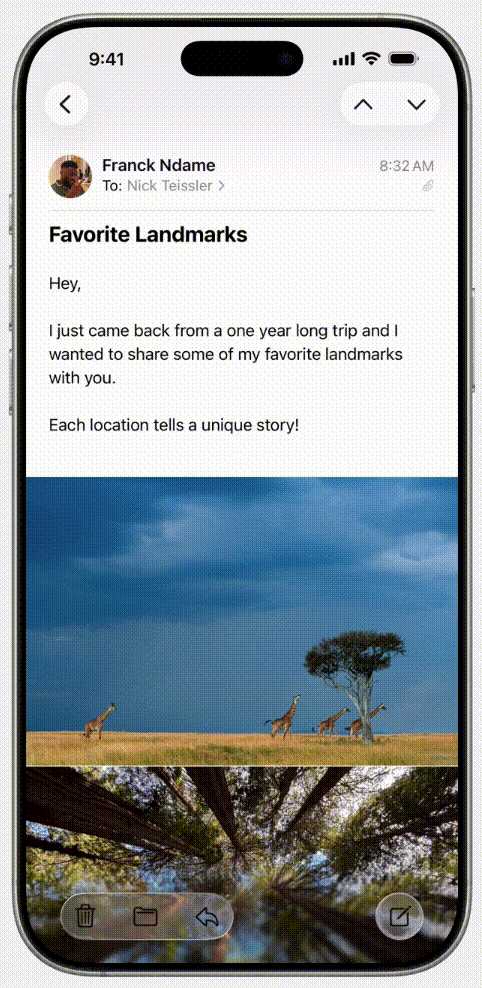 9:41
Franck Ndame
8:32 AM
To: Nick Teissler
Favorite Landmarks
Hey,
I just came back from a one year long trip and I
wanted to share some of my favorite landmarks
with you.
Each location tells a unique story!